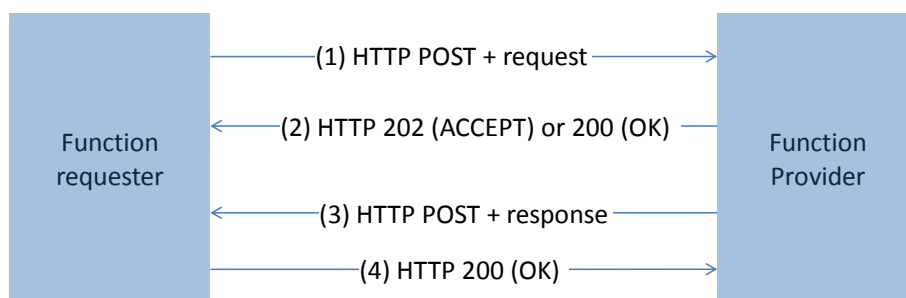 (1) HTTP POST + request
(2) HTTP 202 (ACCEPT) or 200 (OK)
Function
requester
Function
Provider
(3) HTTP POST + response
(4) HTTP 200 (OK)